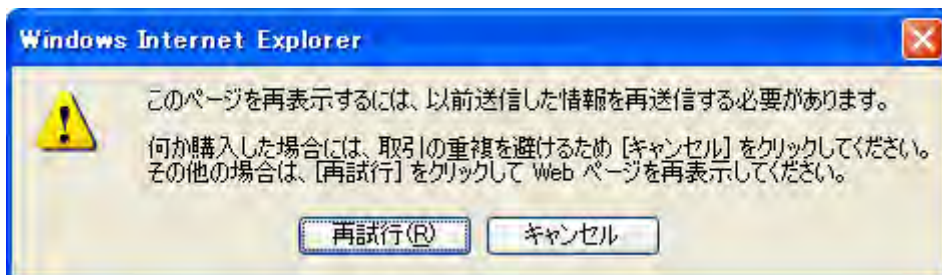 Windows Internet Explorer
このページを再表示するには、以前送信した情報を再送信する必要があります。
何か購入した場合には、取引の重複を避けるため [キャンセル] をクリックしてください。
その他の場合は、[再試行] をクリックして Web ページを再表示してください。
再試行(R) キャンセル